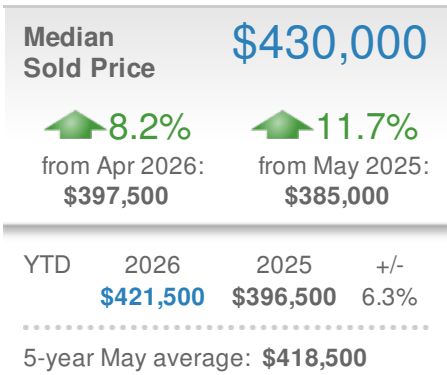 Median
Sold Price
$430,000
8.2%
11.7%
from Apr 2026:
from May 2025:
$397,500
$385,000
YTD 2026 2025 +/-
$421,500 $396,500 6.3%
5-year May average: $418,500